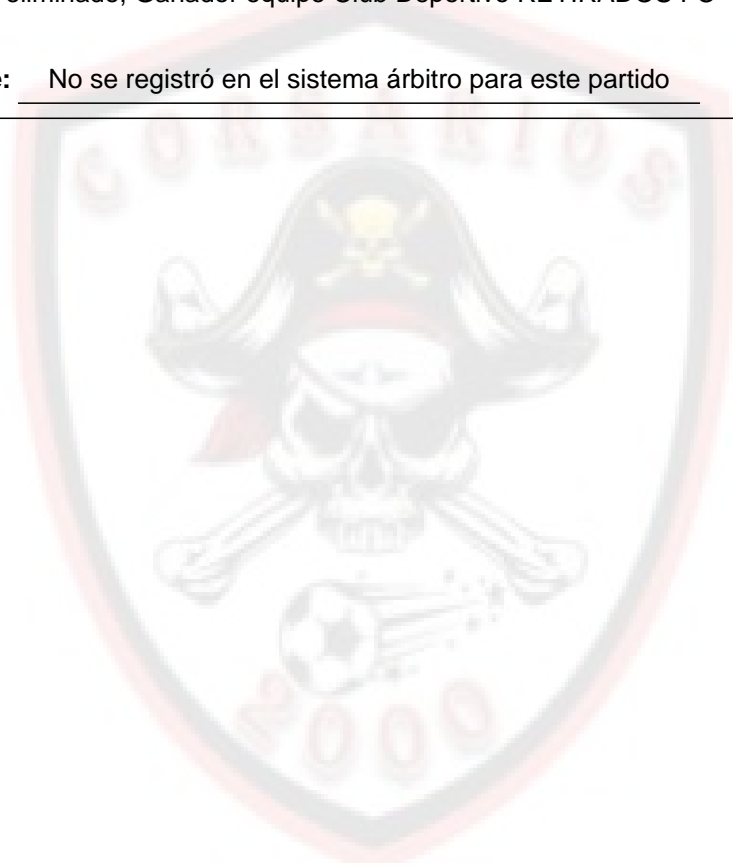 eliminado, Ganador equipo Club Deportivo RETIRADOS FC
: No se registró en el sistema árbitro para este partido
CORSARIOS
2000